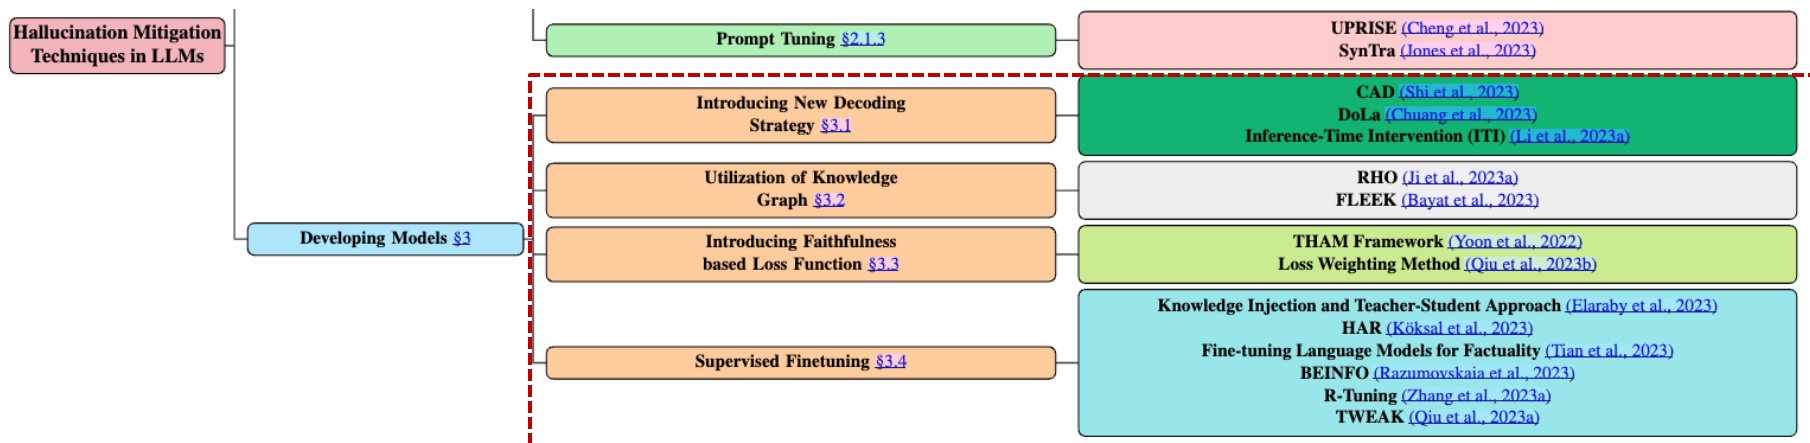 Hallucination Mitigation
Techniques in LLMs
Prompt Tuning §2.1.3
UPRISE (Cheng et al., 2023)
SynTra (Jones et al., 2023)
Developing Models §3
Introducing New Decoding
Strategy §3.1
CAD (Shi et al., 2023)
DoLa (Chuang et al., 2023)
Inference-Time Intervention (ITI) (Li et al., 2023a)
Utilization of Knowledge
Graph §3.2
RHO (Ji et al., 2023a)
FLEEK (Bayat et al., 2023)
Introducing Faithfulness
based Loss Function §3.3
THAM Framework (Yoon et al., 2022)
Loss Weighting Method (Qiu et al., 2023b)
Supervised Finetuning §3.4
Knowledge Injection and Teacher-Student Approach (Elaraby et al., 2023)
HAR (Köksal et al., 2023)
Fine-tuning Language Models for Factuality (Tian et al., 2023)
BEINFO (Razumovskaia et al., 2023)
R-Tuning (Zhang et al., 2023a)
TWEAK (Qiu et al., 2023a)